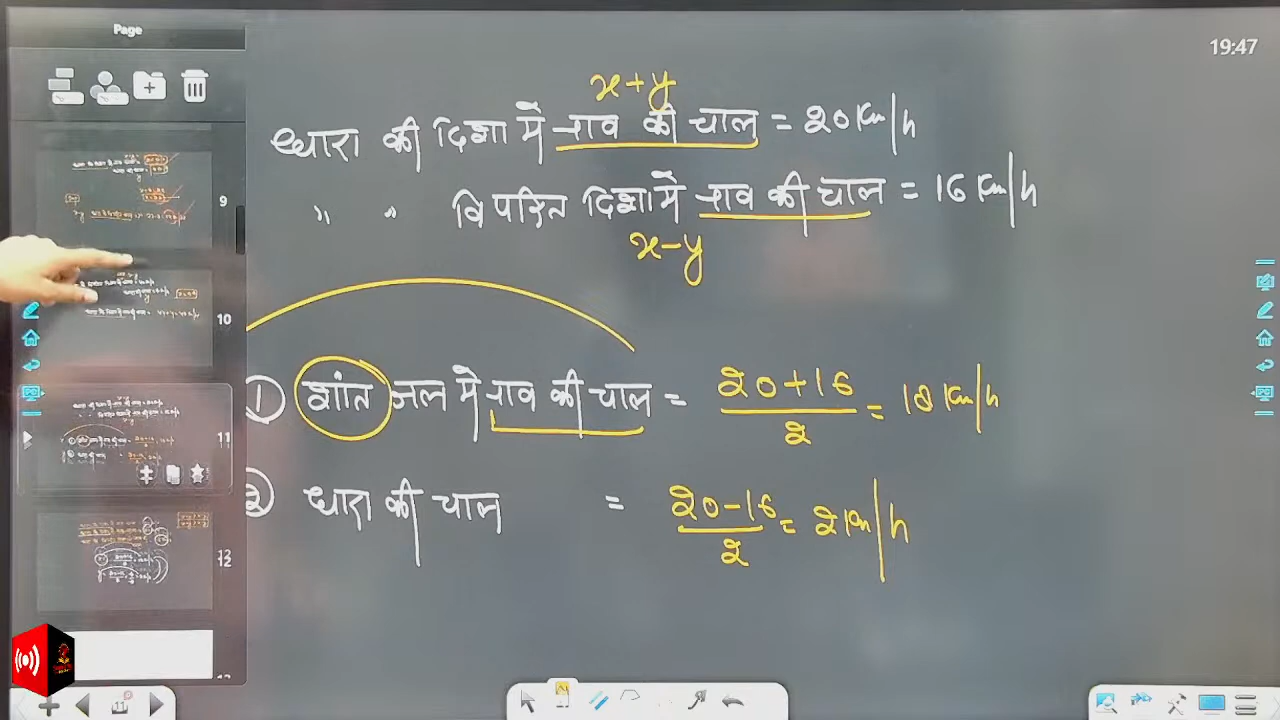 Page
19:47
x+y
धारा की दिशा में नाव की चाल = 20 Km/h
" " विपरित दिशा में नाव की चाल = 16 Km/h
x-y
① शांत जल में नाव की चाल = 20+16/2 = 18 Km/h
② धारा की चाल = 20-16/2 = 2 Km/h
9
10
11
12
11